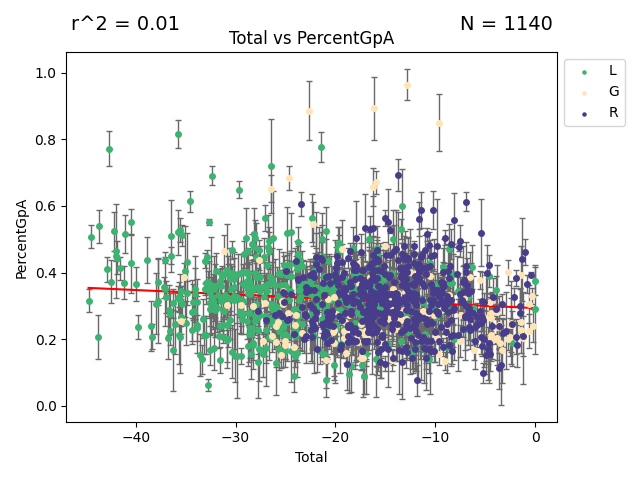 r^2 = 0.01
N = 1140
Total vs PercentGpA
L
G
R
PercentGpA
1.0
0.8
0.6
0.4
0.2
0.0
−40
−30
−20
−10
0
Total